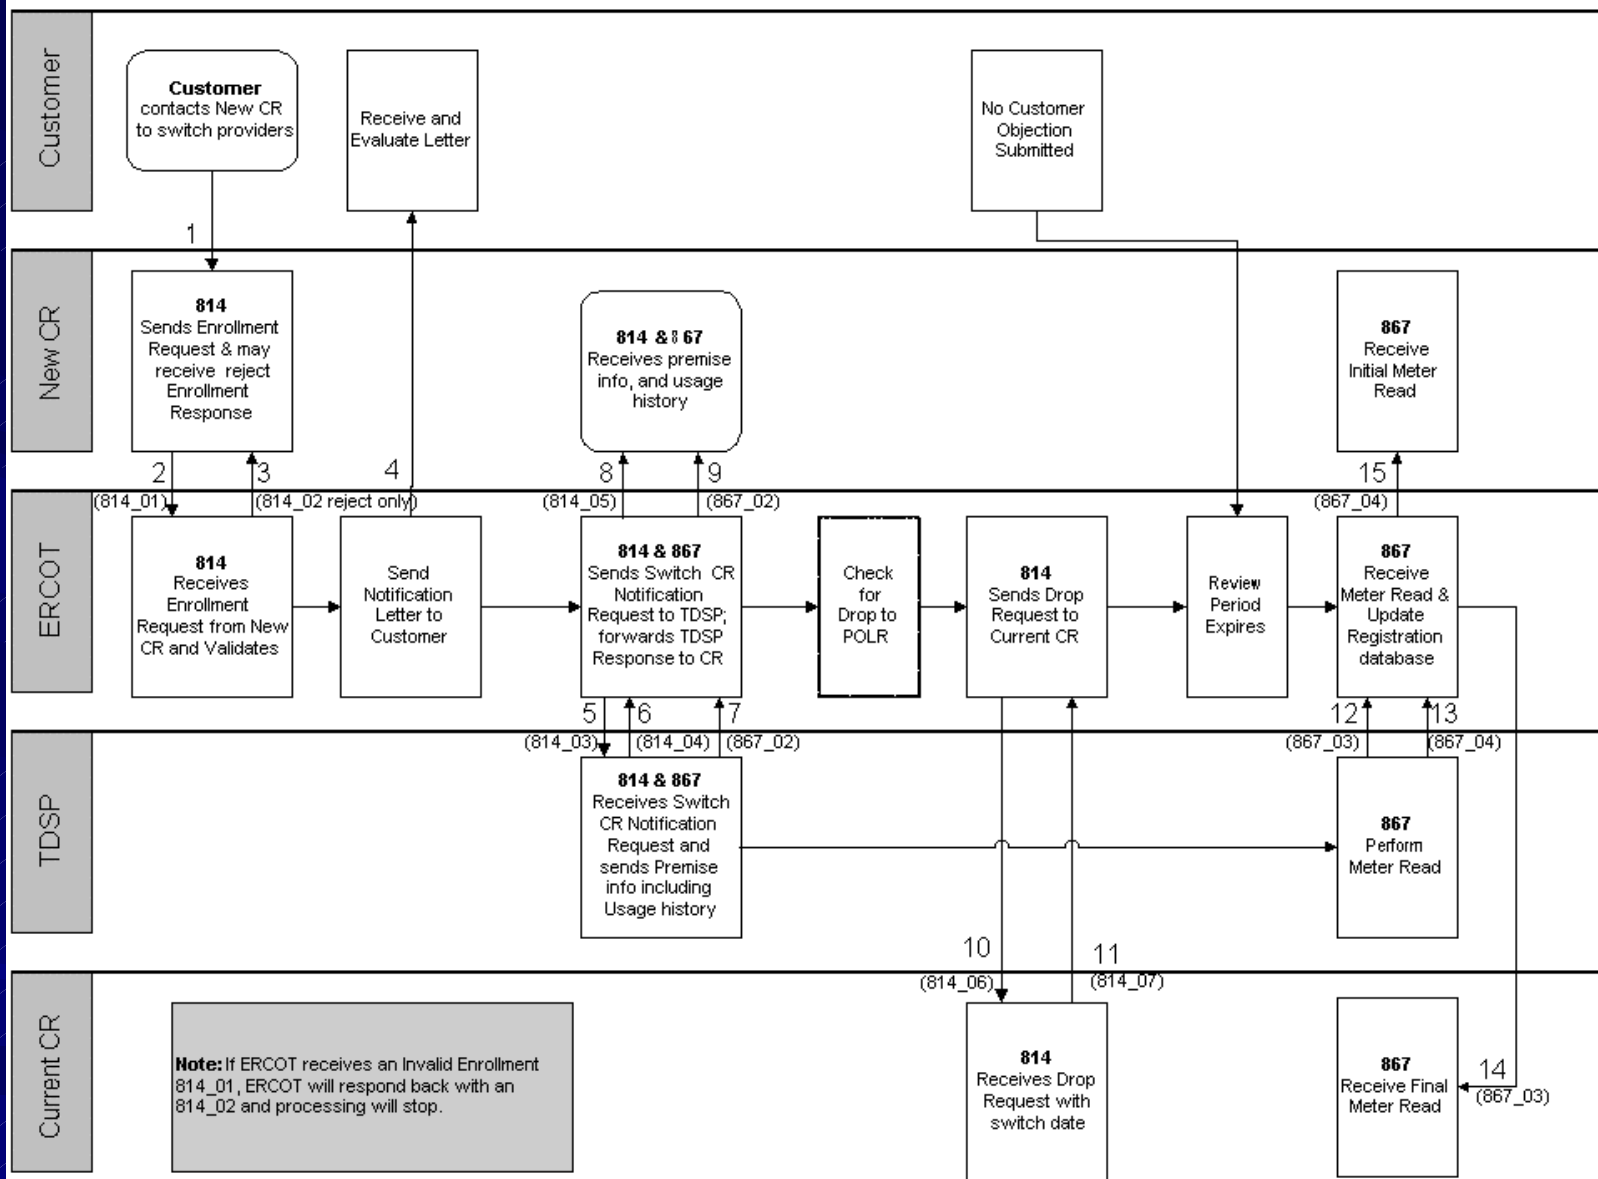 Customer
Customer
contacts New CR
to switch providers
Receive and
Evaluate Letter
No Customer
Objection
Submitted
1
New CR
814
Sends Enrollment
Request & may
receive reject
Enrollment
Response
814 & 867
Receives premise
info, and usage
history
867
Receive
Initial Meter
Read
2
(814_01)
3
(814_02 reject only)
4
8
(814_05)
9
(867_02)
15
(867_04)
ERCOT
814
Receives
Enrollment
Request from New
CR and Validates
Send
Notification
Letter to
Customer
814 & 867
Sends Switch CR
Notification
Request to TDSP;
forwards TDSP
Response to CR
Check
for
Drop to
POLR
814
Sends Drop
Request to
Current CR
Review
Period
Expires
867
Receive
Meter Read &
Update
Registration
database
5
(814_03)
6
(814_04)
7
(867_02)
12
(867_03)
13
(867_04)
TDSP
814 & 867
Receives Switch
CR Notification
Request and
sends Premise
info including
Usage history
867
Perform
Meter Read
10
(814_06)
11
(814_07)
Current CR
Note: If ERCOT receives an Invalid Enrollment
814_01, ERCOT will respond back with an
814_02 and processing will stop.
814
Receives Drop
Request with
switch date
867
Receive Final
Meter Read
14
(867_03)